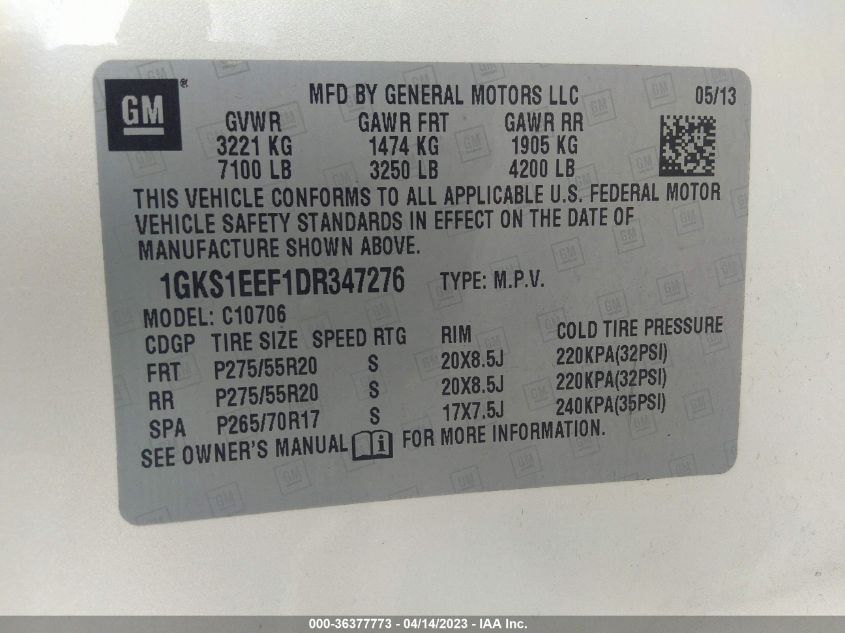 GM ® MFD BY GENERAL MOTORS LLC 05/13
GVWR GAWR FRT GAWR RR
3221 KG 1474 KG 1905 KG
7100 LB 3250 LB 4200 LB
THIS VEHICLE CONFORMS TO ALL APPLICABLE U.S. FEDERAL MOTOR
VEHICLE SAFETY STANDARDS IN EFFECT ON THE DATE OF
MANUFACTURE SHOWN ABOVE.
1GKS1EEF1DR347276 TYPE: M.P.V.
MODEL: C10706
CDGP TIRE SIZE SPEED RTG RIM COLD TIRE PRESSURE
FRT P275/55R20 S 20X8.5J 220KPA(32PSI)
RR P275/55R20 S 20X8.5J 220KPA(32PSI)
SPA P265/70R17 S 17X7.5J 240KPA(35PSI)
SEE OWNER'S MANUAL i FOR MORE INFORMATION.
000-36377773 - 04/14/2023 - IAA Inc.